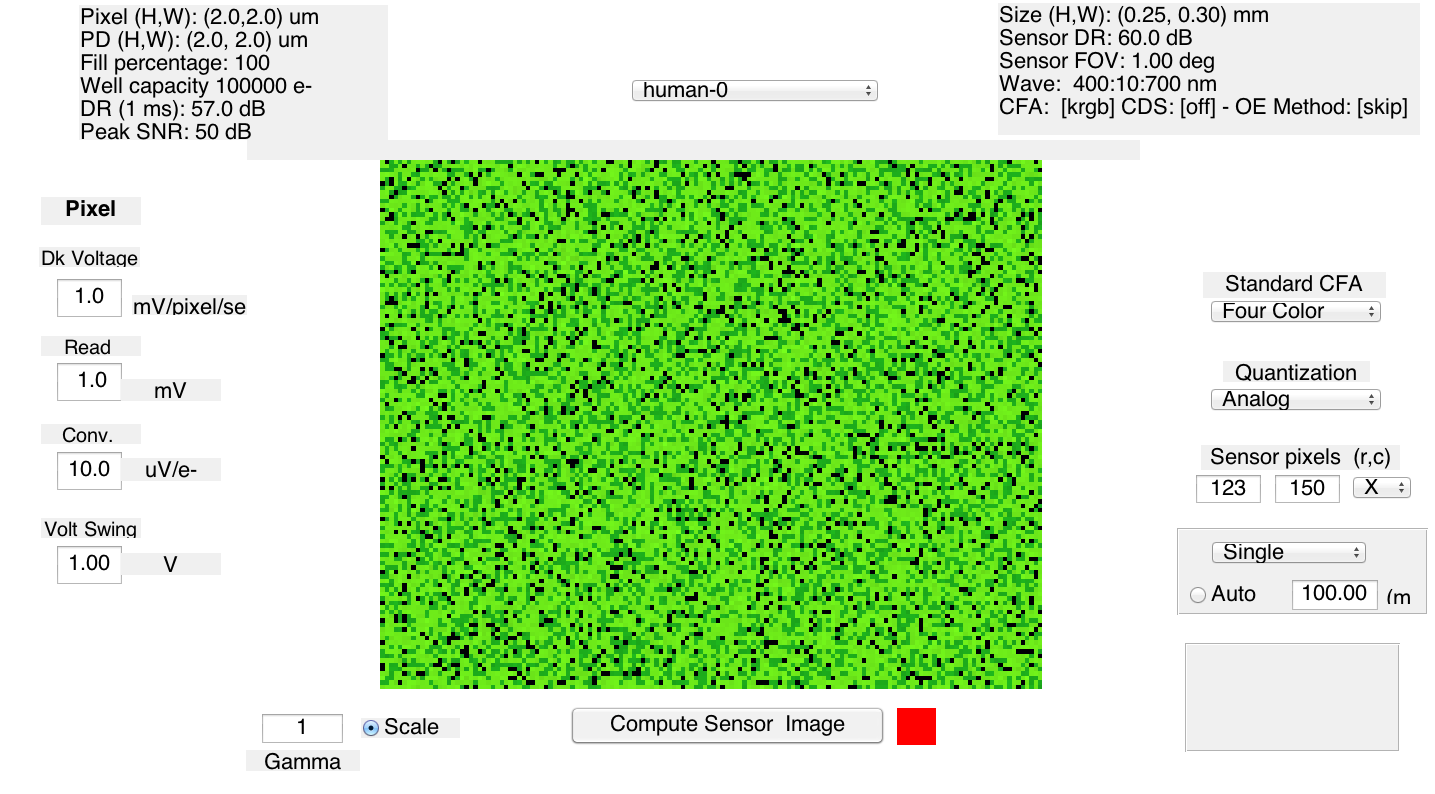 Pixel (H,W): (2.0,2.0) um
PD (H,W): (2.0, 2.0) um
Fill percentage: 100
Well capacity 100000 e-
DR (1 ms): 57.0 dB
Peak SNR: 50 dB
human-0
Size (H,W): (0.25, 0.30) mm
Sensor DR: 60.0 dB
Sensor FOV: 1.00 deg
Wave: 400:10:700 nm
CFA: [krgb] CDS: [off] - OE Method: [skip]
Pixel
Dk Voltage
1.0 mV/pixel/se
Read
1.0 mV
Conv.
10.0 uV/e-
Volt Swing
1.00 V
Standard CFA
Four Color
Quantization
Analog
Sensor pixels (r,c)
123 150 X
Single
Auto 100.00 (m
1 Scale
Gamma
Compute Sensor Image